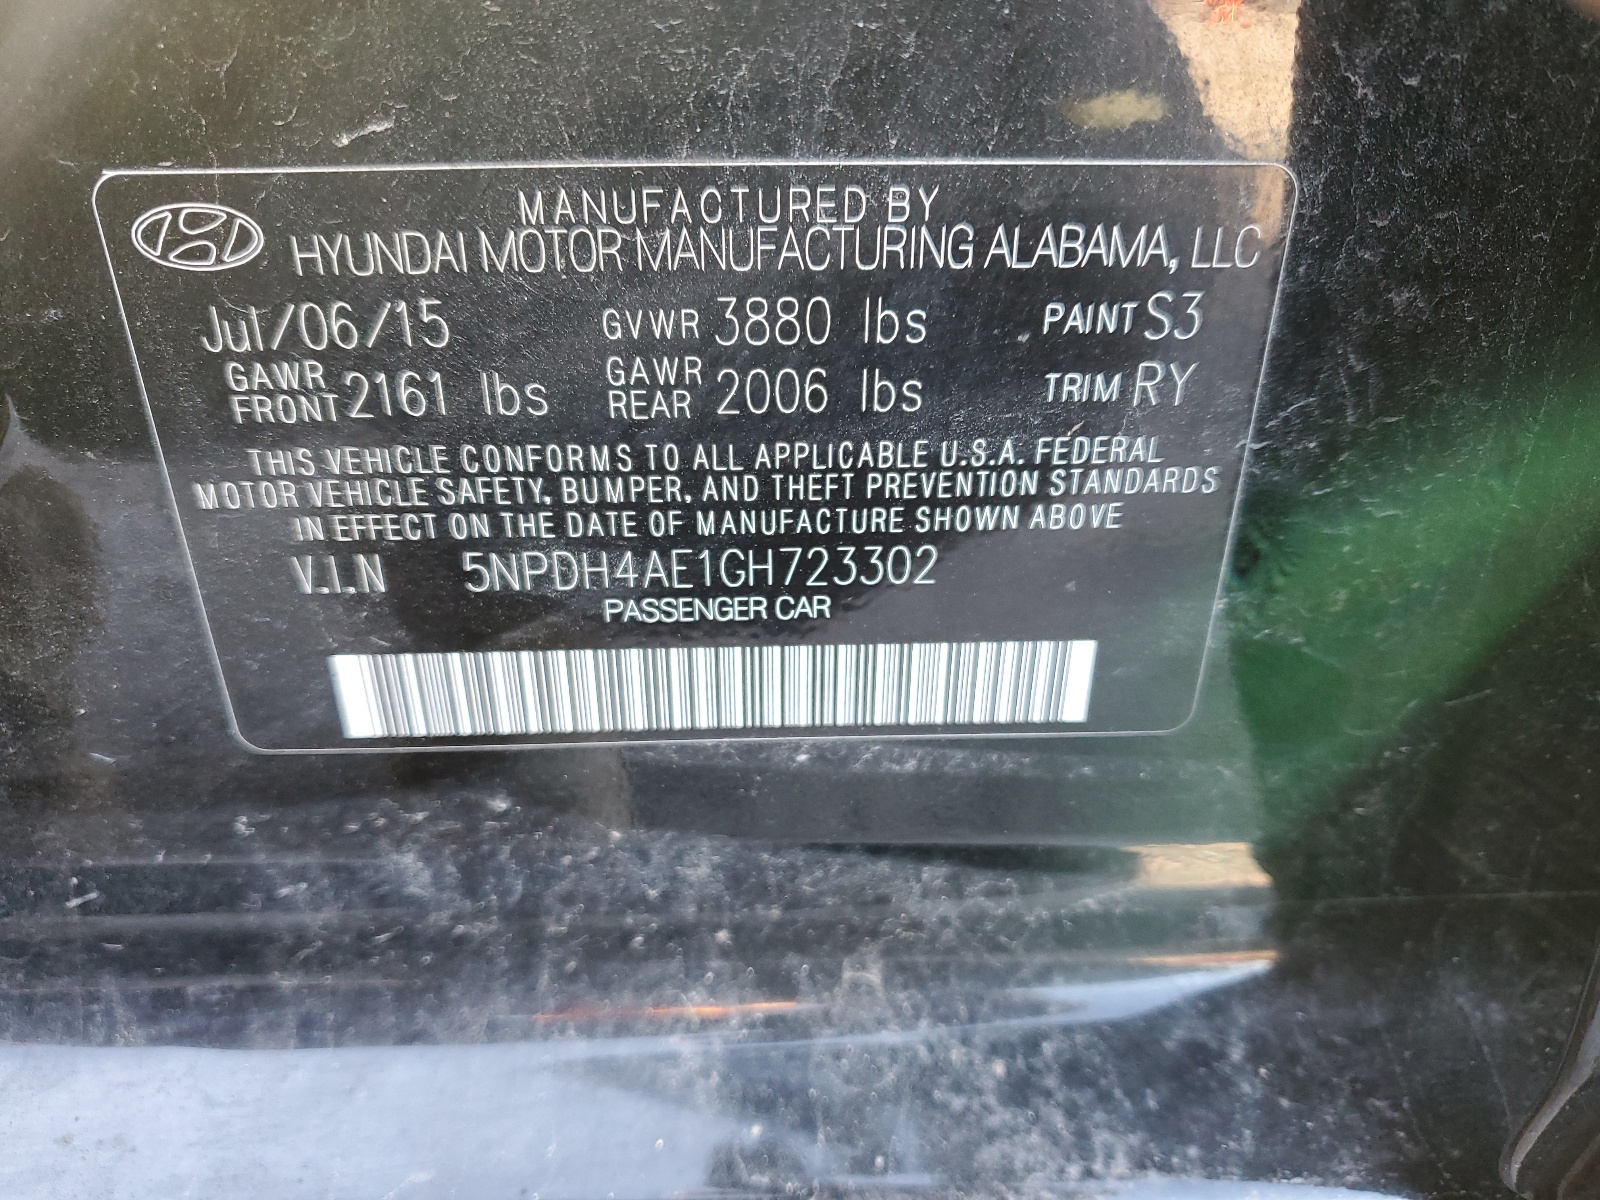 MANUFACTURED BY
HYUNDAI MOTOR MANUFACTURING ALABAMA, LLC
Jul/06/15 GVWR 3880 lbs PAINT S3
GAWR FRONT 2161 lbs GAWR REAR 2006 lbs TRIM RY
THIS VEHICLE CONFORMS TO ALL APPLICABLE U.S.A. FEDERAL
MOTOR VEHICLE SAFETY, BUMPER, AND THEFT PREVENTION STANDARDS
IN EFFECT ON THE DATE OF MANUFACTURE SHOWN ABOVE
V.I.N 5NPDH4AE1GH723302
PASSENGER CAR